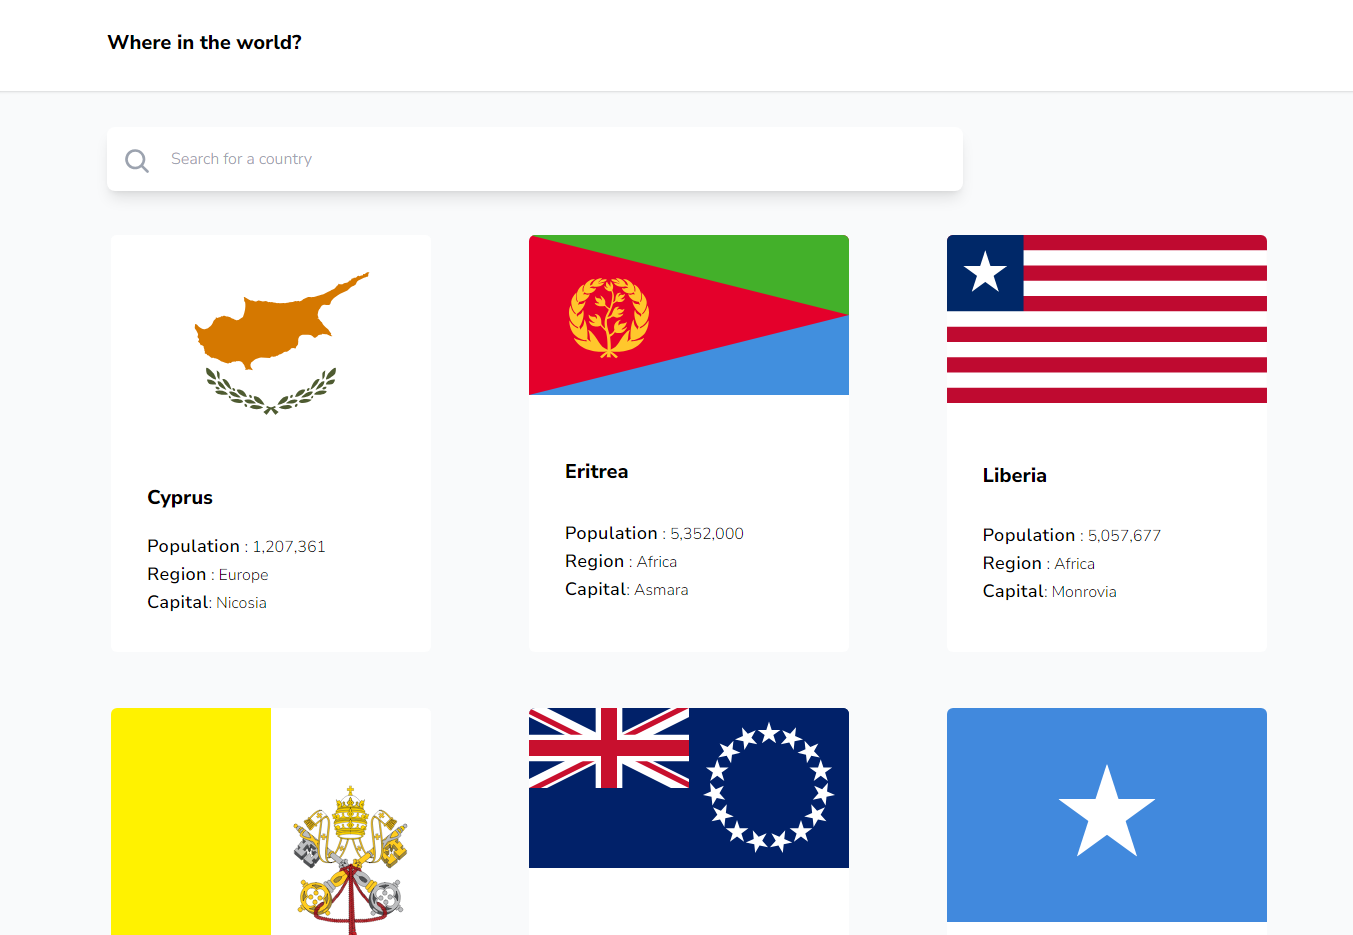 Where in the world?
Search for a country
Cyprus
Population : 1,207,361
Region : Europe
Capital: Nicosia
Eritrea
Population : 5,352,000
Region : Africa
Capital: Asmara
Liberia
Population : 5,057,677
Region : Africa
Capital: Monrovia